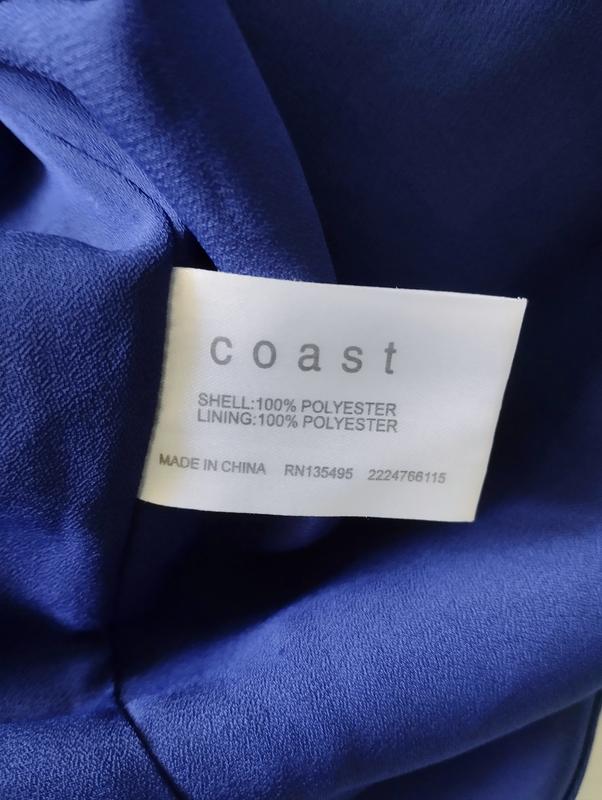 coast
SHELL:100% POLYESTER
LINING:100% POLYESTER
MADE IN CHINA RN135495 2224766115